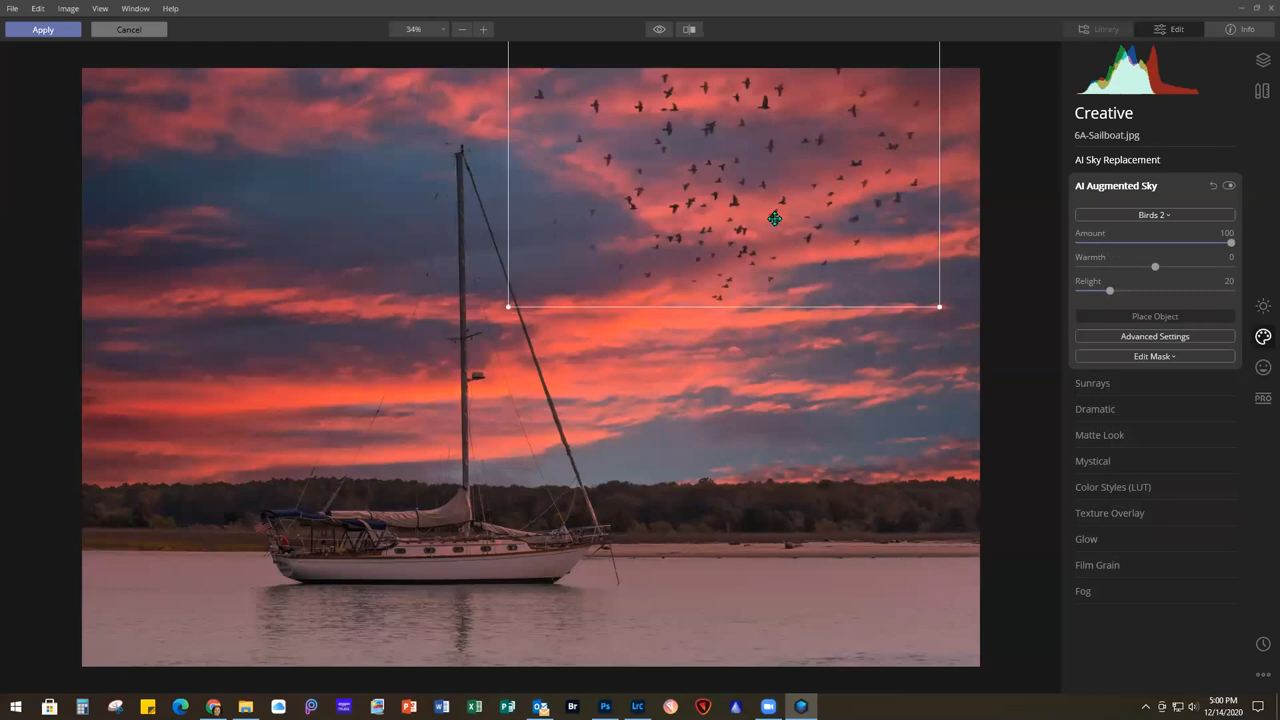 File Edit Image View Window Help
Apply Cancel 34% Library Edit Info
Creative
6A-Sailboat.jpg
AI Sky Replacement
AI Augmented Sky
Birds 2
Amount 100
Warmth 0
Relight 20
Place Object
Advanced Settings
Edit Mask
Sunrays
Dramatic
Matte Look
Mystical
Color Styles (LUT)
Texture Overlay
Glow
Film Grain
Fog
PRO
Br Ps Lrc
5:00 PM
12/14/2020